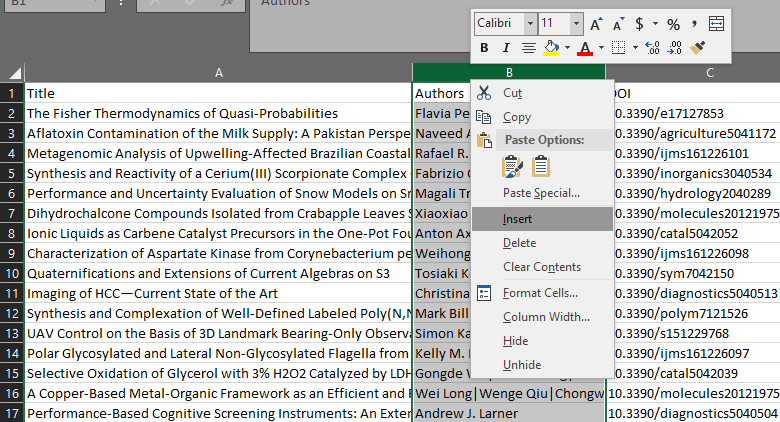 B1 Authors
Calibri 11 A A $ % ,
B I A .00 .00
A B C
1 Title Authors DOI
2 The Fisher Thermodynamics of Quasi-Probabilities Flavia Pe 0.3390/e17127853
3 Aflatoxin Contamination of the Milk Supply: A Pakistan Perspe Naveed A 0.3390/agriculture5041172
4 Metagenomic Analysis of Upwelling-Affected Brazilian Coastal Rafael R. 0.3390/ijms161226101
5 Synthesis and Reactivity of a Cerium(III) Scorpionate Complex Fabrizio 0.3390/inorganics3040534
6 Performance and Uncertainty Evaluation of Snow Models on Sn Magali Tr 0.3390/hydrology2040289
7 Dihydrochalcone Compounds Isolated from Crabapple Leaves S Xiaoxiao 0.3390/molecules20121975
8 Ionic Liquids as Carbene Catalyst Precursors in the One-Pot Fou Anton Ax 0.3390/catal5042052
9 Characterization of Aspartate Kinase from Corynebacterium pe Weihong 0.3390/ijms161226098
10 Quaternifications and Extensions of Current Algebras on S3 Tosiaki K 0.3390/sym7042150
11 Imaging of HCC—Current State of the Art Christina 0.3390/diagnostics5040513
12 Synthesis and Complexation of Well-Defined Labeled Poly(N,N Mark Bill 0.3390/polym7121526
13 UAV Control on the Basis of 3D Landmark Bearing-Only Observa Simon Ka 0.3390/s151229768
14 Polar Glycosylated and Lateral Non-Glycosylated Flagella from Kelly M. 0.3390/ijms161226097
15 Selective Oxidation of Glycerol with 3% H2O2 Catalyzed by LDH Gongde 0.3390/catal5042039
16 A Copper-Based Metal-Organic Framework as an Efficient and F Wei Long|Wenge Qiu|Chongw 10.3390/molecules20121975
17 Performance-Based Cognitive Screening Instruments: An Exter Andrew J. Larner 10.3390/diagnostics5040504
Cut
Copy
Paste Options:
Paste Special...
Insert
Delete
Clear Contents
Format Cells...
Column Width...
Hide
Unhide